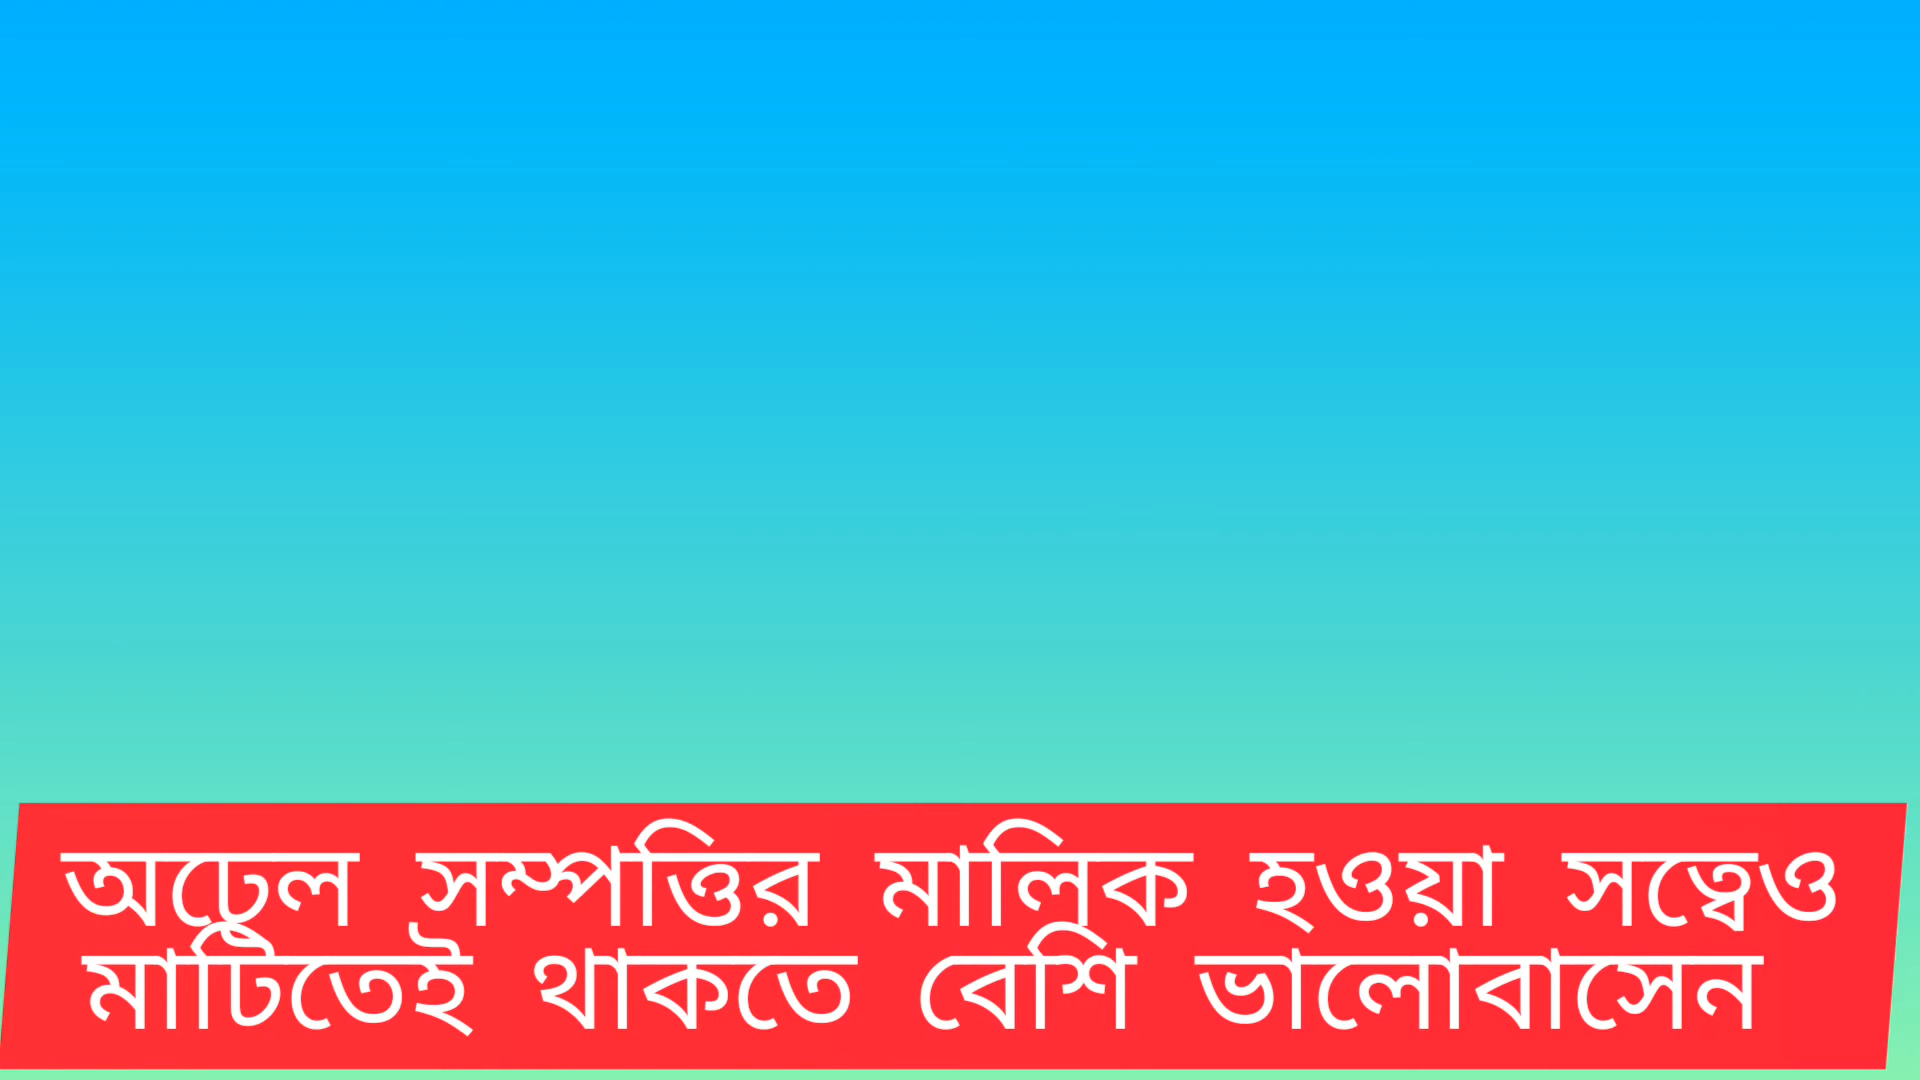 অঢেল সম্পত্তির মালিক হওয়া সত্বেও
মাটিতেই থাকতে বেশি ভালোবাসেন